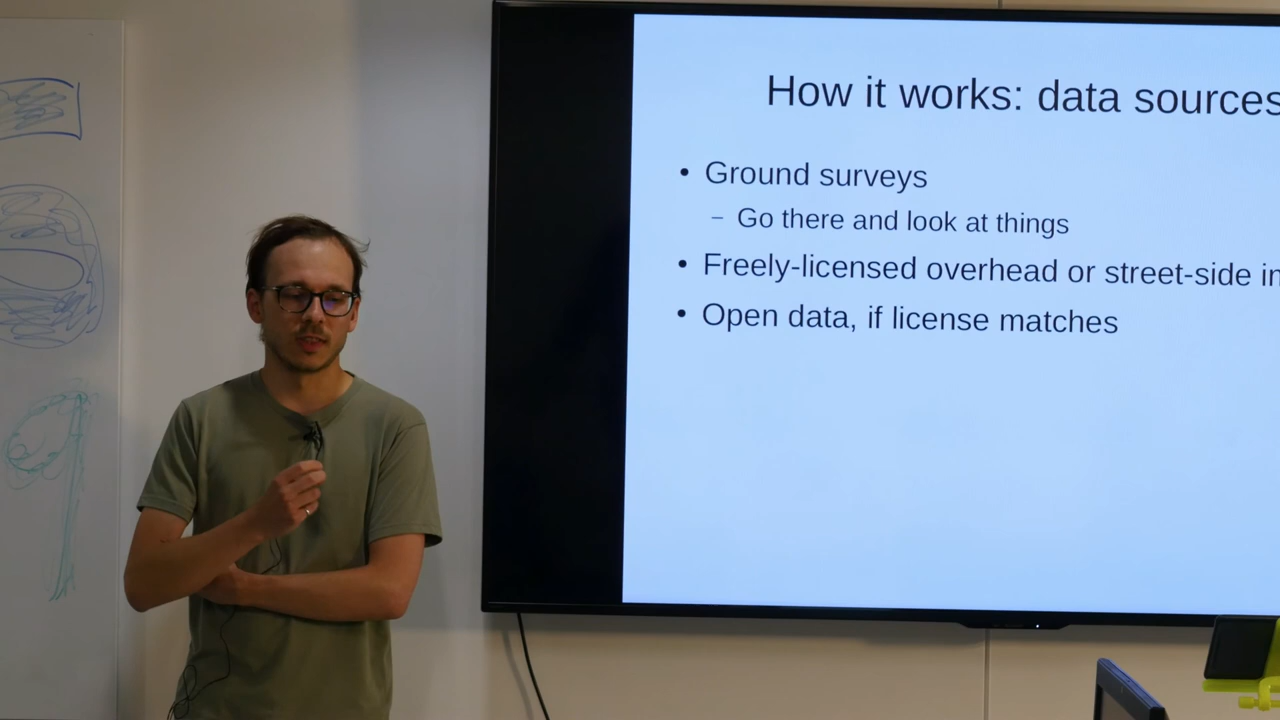 How it works: data sources
• Ground surveys
– Go there and look at things
• Freely-licensed overhead or street-side
• Open data, if license matches